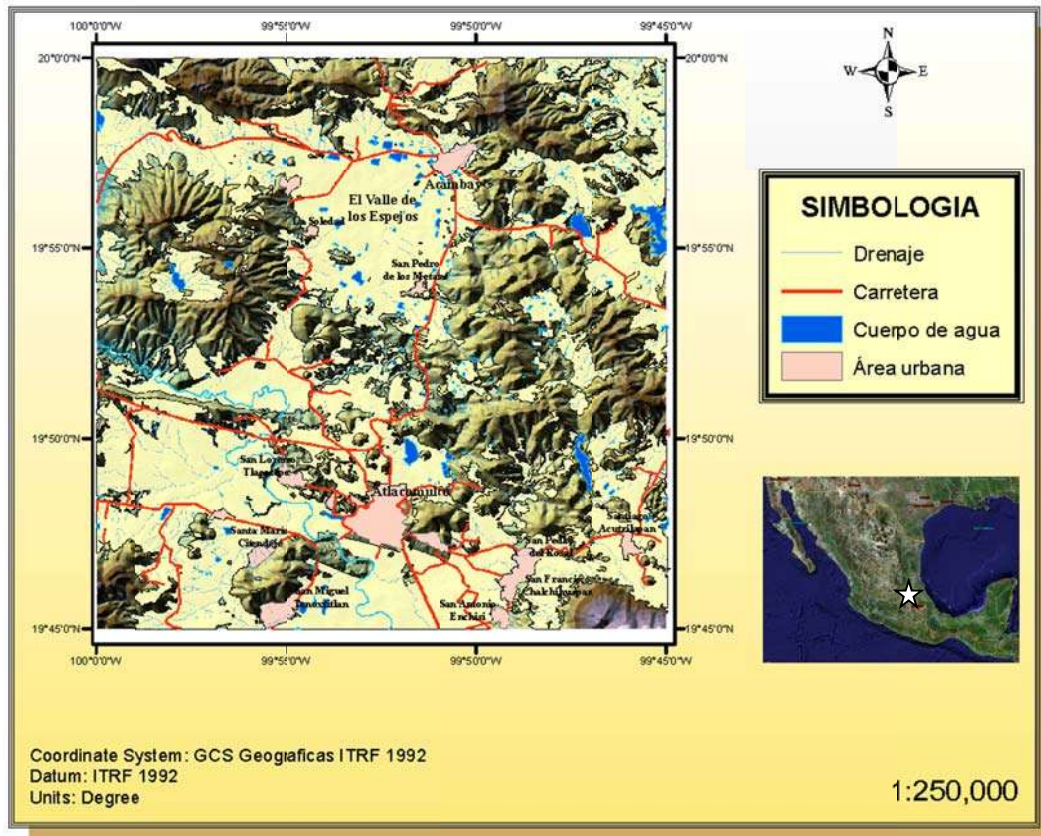 100°0'0"W 99°55'0"W 99°50'0"W 99°45'0"W
20°0'0"N 20°0'0"N
N
W E
S
Acambay
El Valle de
los Espejos
La Soledad
19°55'0"N 19°55'0"N
San Pedro
de los Metates
SIMBOLOGIA
Drenaje
Carretera
Cuerpo de agua
Área urbana
19°50'0"N 19°50'0"N
San Lorenzo
Atlacomulco
Santiago
Acutzilapan
Santa María
Citendejé
San Pedro
del Rosal
San Miguel
Tenoxtitlan
San Francisco
Chalchihuapan
San Antonio
Enchisi
19°45'0"N 19°45'0"N
100°0'0"W 99°55'0"W 99°50'0"W 99°45'0"W
Coordinate System: GCS Geograficas ITRF 1992
Datum: ITRF 1992
Units: Degree
1:250,000